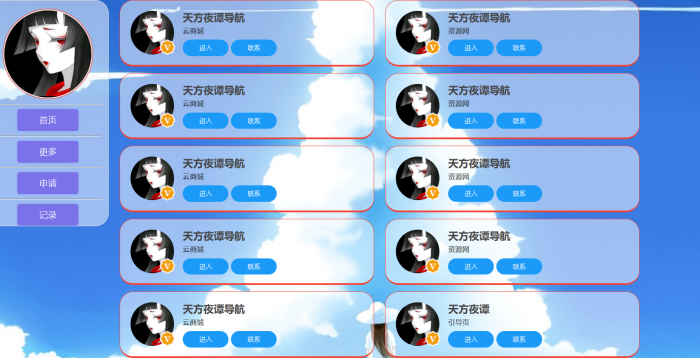 首页
更多
申请
记录
天方夜谭导航
云商城
进入 联系
天方夜谭导航
资源网
进入 联系
天方夜谭导航
云商城
进入 联系
天方夜谭导航
资源网
进入 联系
天方夜谭导航
云商城
进入 联系
天方夜谭导航
资源网
进入 联系
天方夜谭导航
云商城
进入 联系
天方夜谭导航
资源网
进入 联系
天方夜谭导航
云商城
进入 联系
天方夜谭
引导页
进入 联系